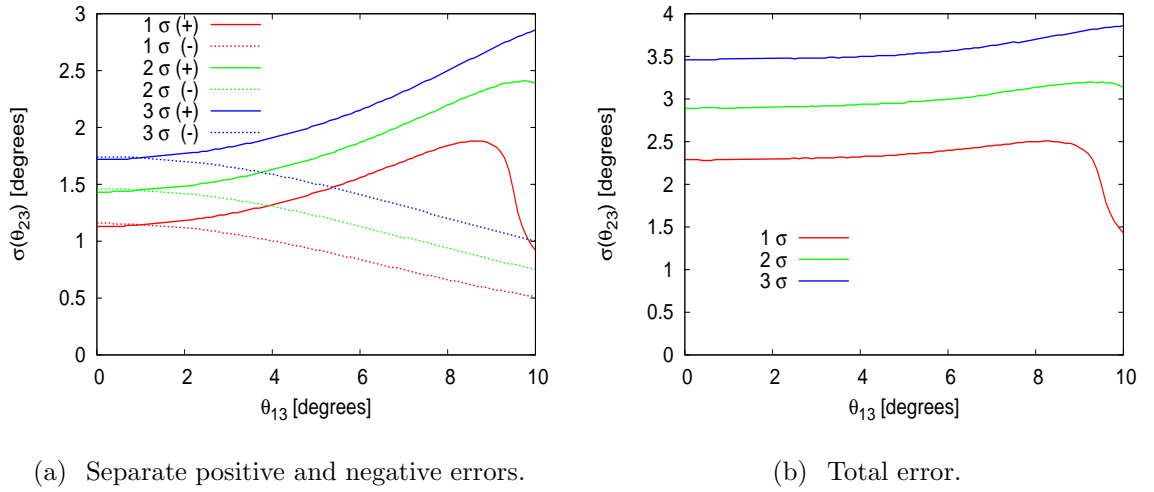 3
2.5
2
1.5
1
0.5
0
0 2 4 6 8 10
σ(θ23) [degrees]
θ13 [degrees]
1 σ (+)
1 σ (-)
2 σ (+)
2 σ (-)
3 σ (+)
3 σ (-)
(a) Separate positive and negative errors.
4
3.5
3
2.5
2
1.5
1
0.5
0
0 2 4 6 8 10
σ(θ23) [degrees]
θ13 [degrees]
1 σ
2 σ
3 σ
(b) Total error.